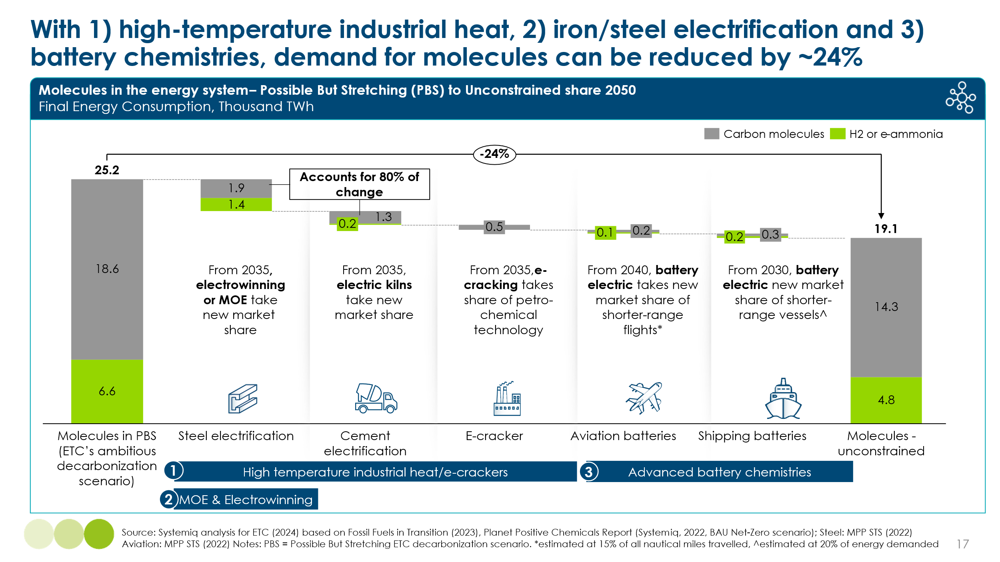 With 1) high-temperature industrial heat, 2) iron/steel electrification and 3)
battery chemistries, demand for molecules can be reduced by ~24%
Molecules in the energy system– Possible But Stretching (PBS) to Unconstrained share 2050
Final Energy Consumption, Thousand TWh
Carbon molecules
H2 or e-ammonia
-24%
25.2
18.6
6.6
1.9
1.4
Accounts for 80% of
change
1.3
0.2
0.5
0.1
0.2
0.2
0.3
19.1
14.3
4.8
From 2035,
electrowinning
or MOE take
new market
share
From 2035,
electric kilns
take new
market share
From 2035,e-
cracking takes
share of petro-
chemical
technology
From 2040, battery
electric takes new
market share of
shorter-range
flights*
From 2030, battery
electric new market
share of shorter-
range vessels^
Molecules in PBS
(ETC’s ambitious
decarbonization
scenario)
Steel electrification
Cement
electrification
E-cracker
Aviation batteries
Shipping batteries
Molecules -
unconstrained
1 High temperature industrial heat/e-crackers
3 Advanced battery chemistries
2 MOE & Electrowinning
Source: Systemiq analysis for ETC (2024) based on Fossil Fuels in Transition (2023), Planet Positive Chemicals Report (Systemiq, 2022, BAU Net-Zero scenario); Steel: MPP STS (2022)
Aviation: MPP STS (2022) Notes: PBS = Possible But Stretching ETC decarbonization scenario. *estimated at 15% of all nautical miles travelled, ^estimated at 20% of energy demanded
17